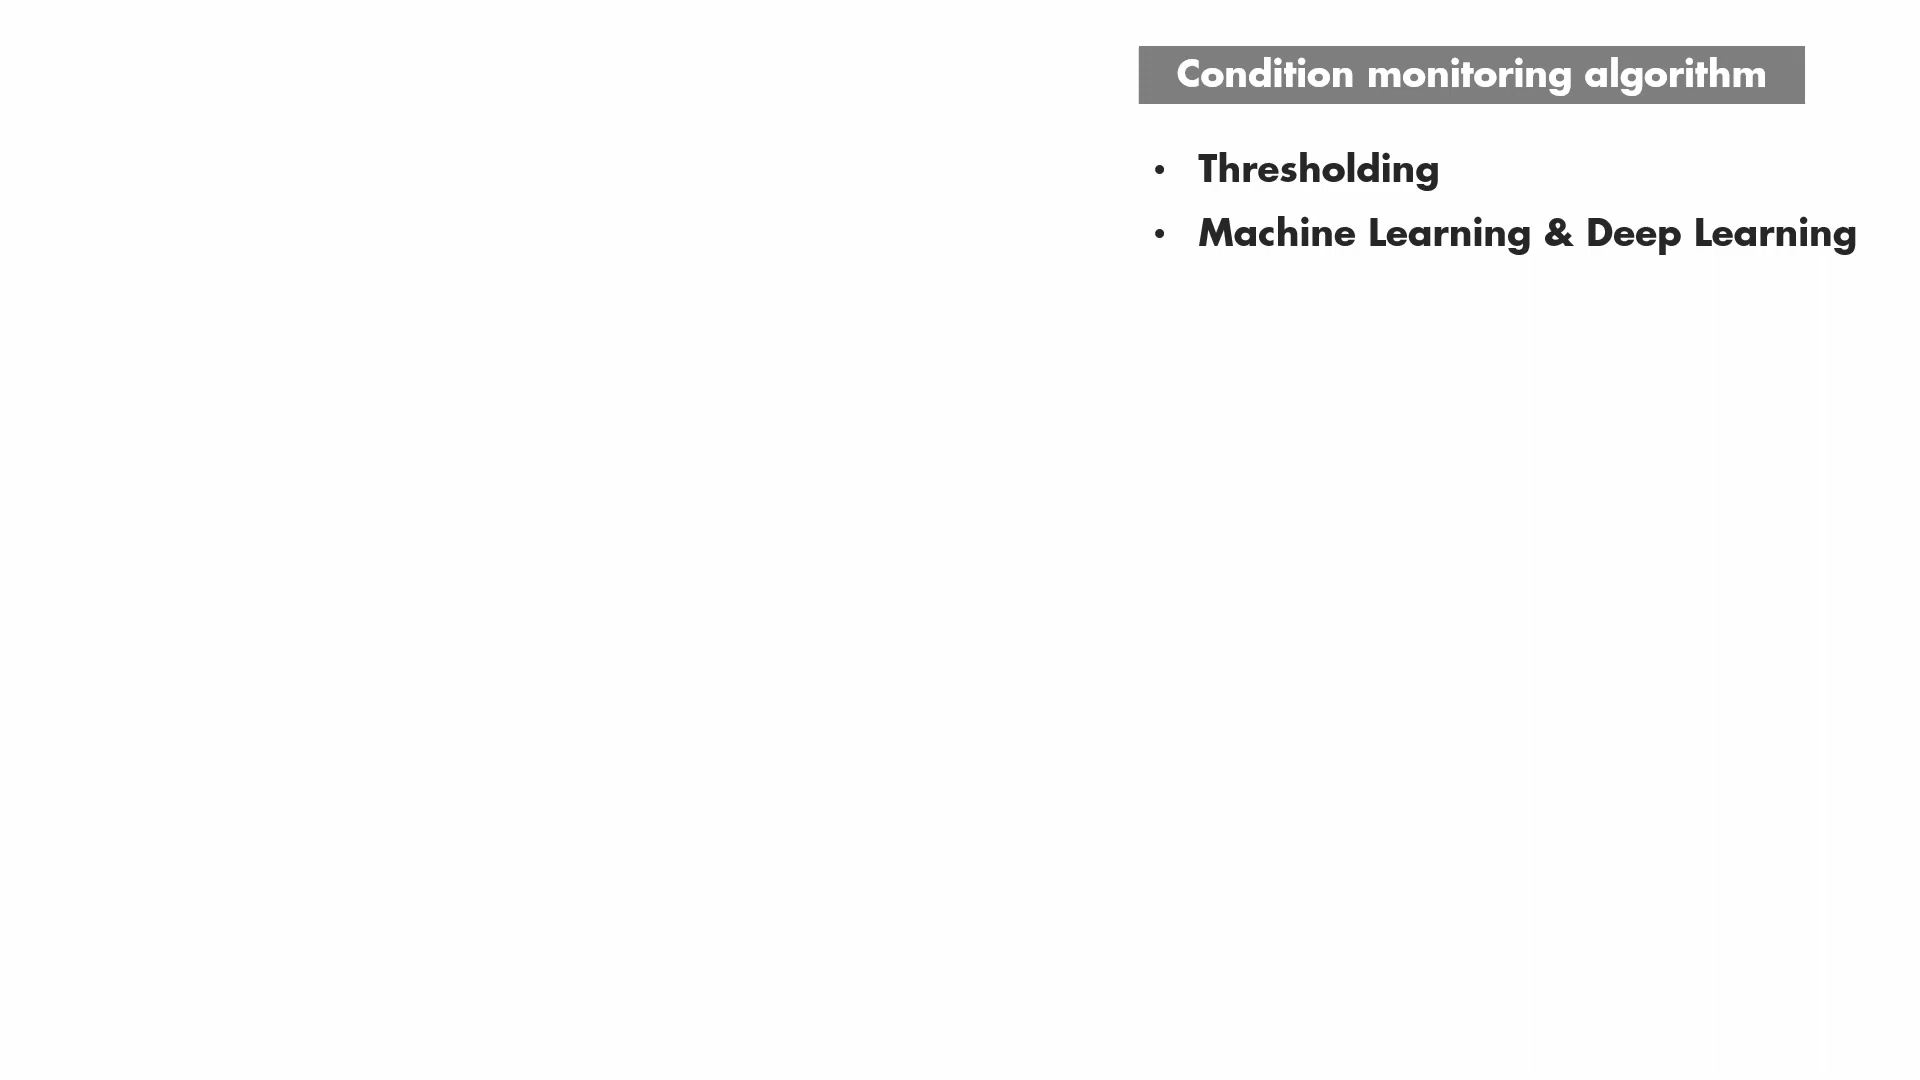 Condition monitoring algorithm
• Thresholding
• Machine Learning & Deep Learning